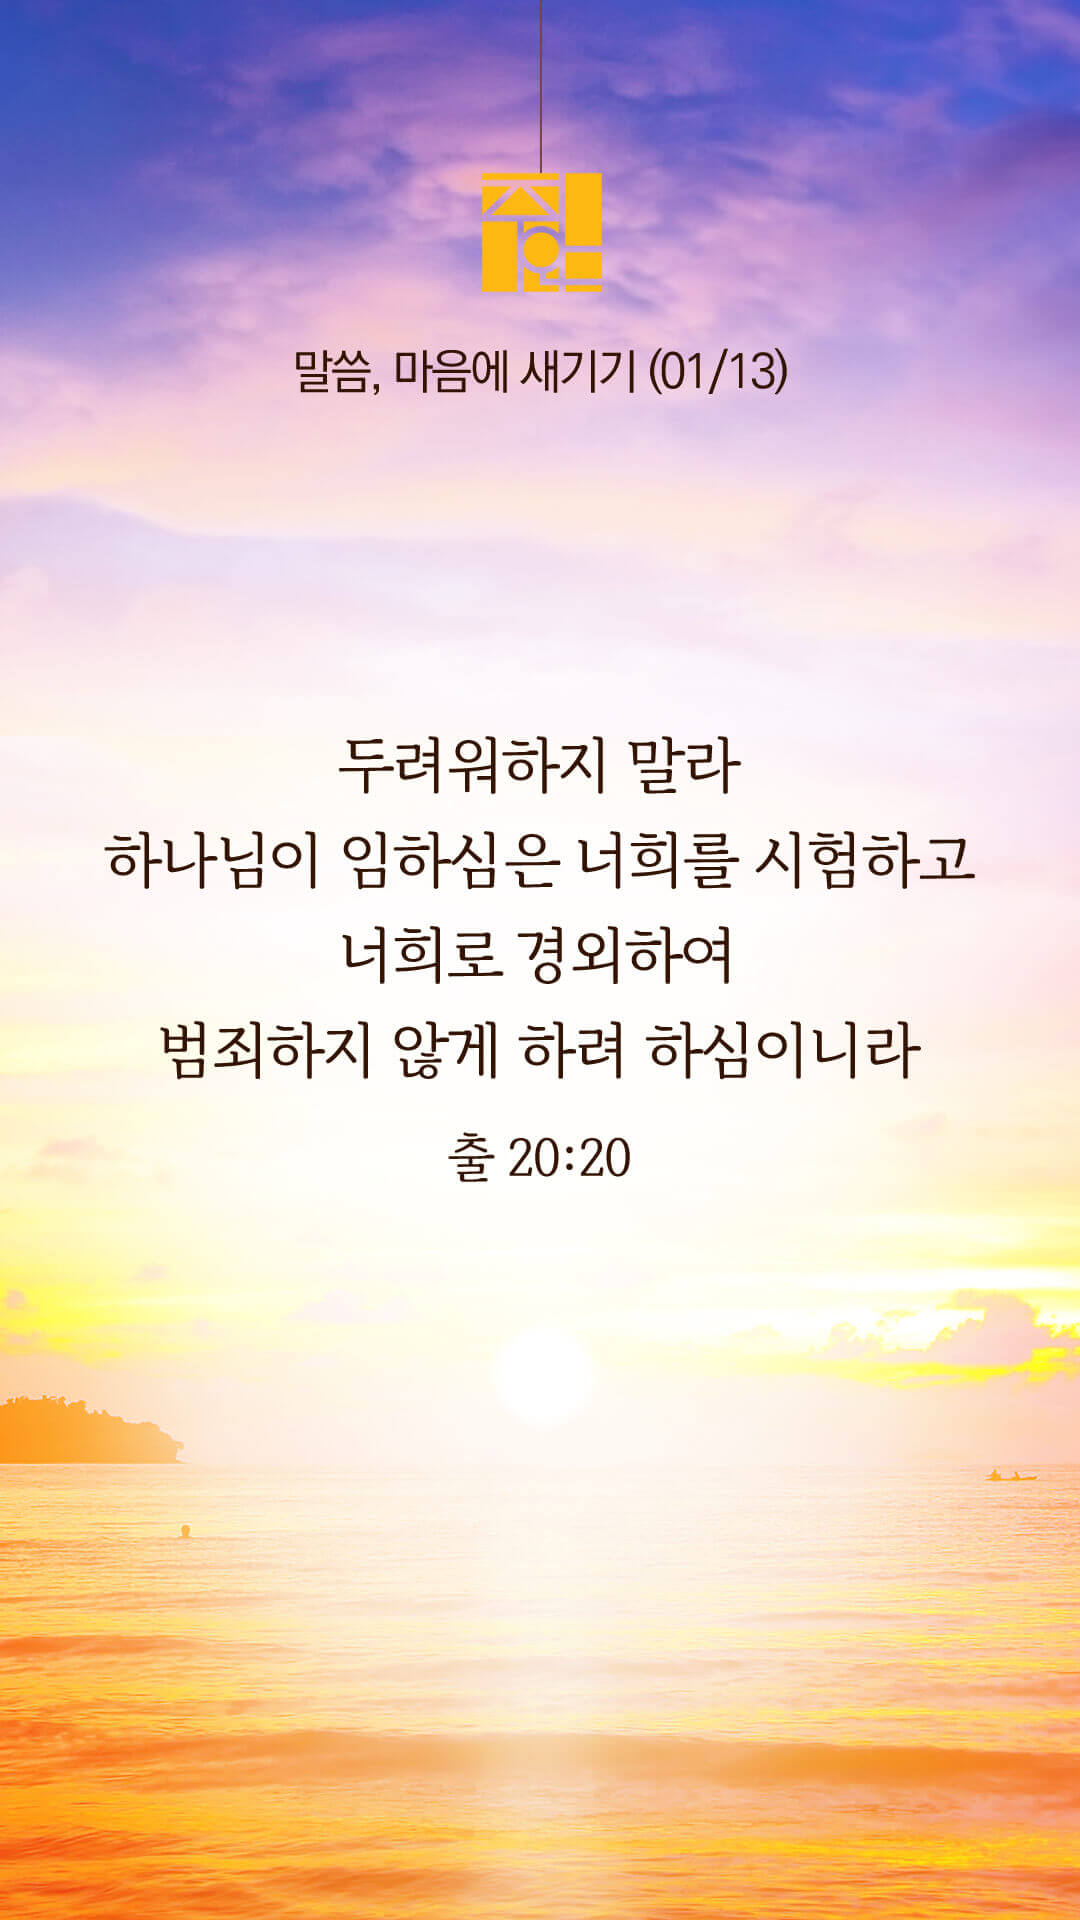 주인
말씀, 마음에 새기기 (01/13)
두려워하지 말라
하나님이 임하심은 너희를 시험하고
너희로 경외하여
범죄하지 않게 하려 하심이니라
출 20:20